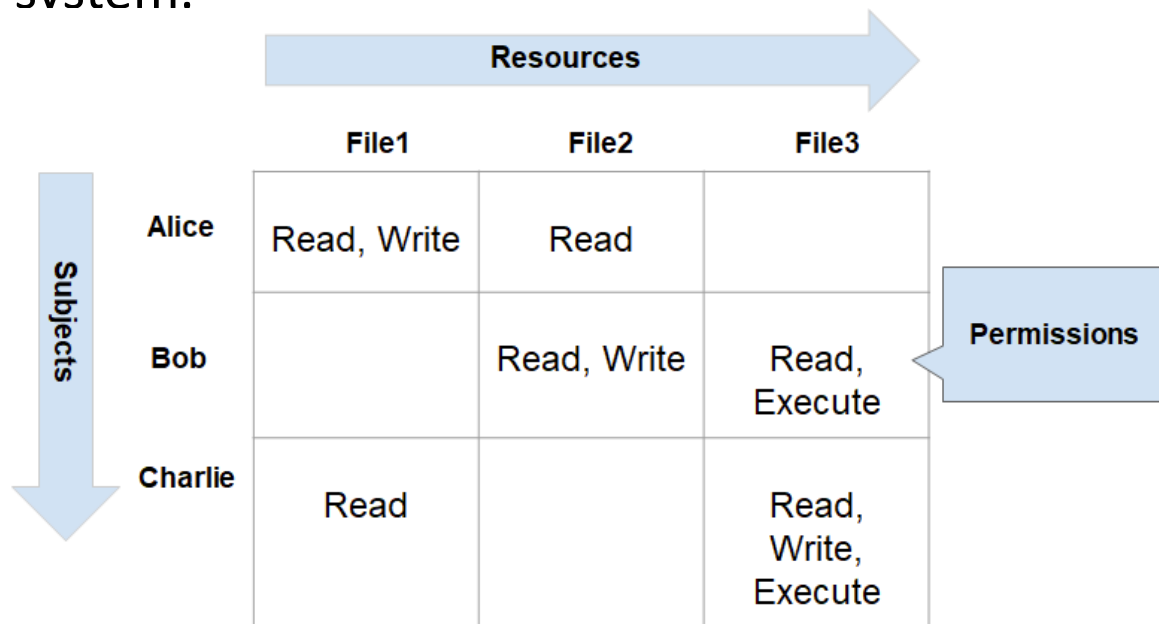 system.
Resources
File1 File2 File3
Subjects
Alice
Read, Write
Read
Bob
Read, Write
Read,
Execute
Permissions
Charlie
Read
Read,
Write,
Execute